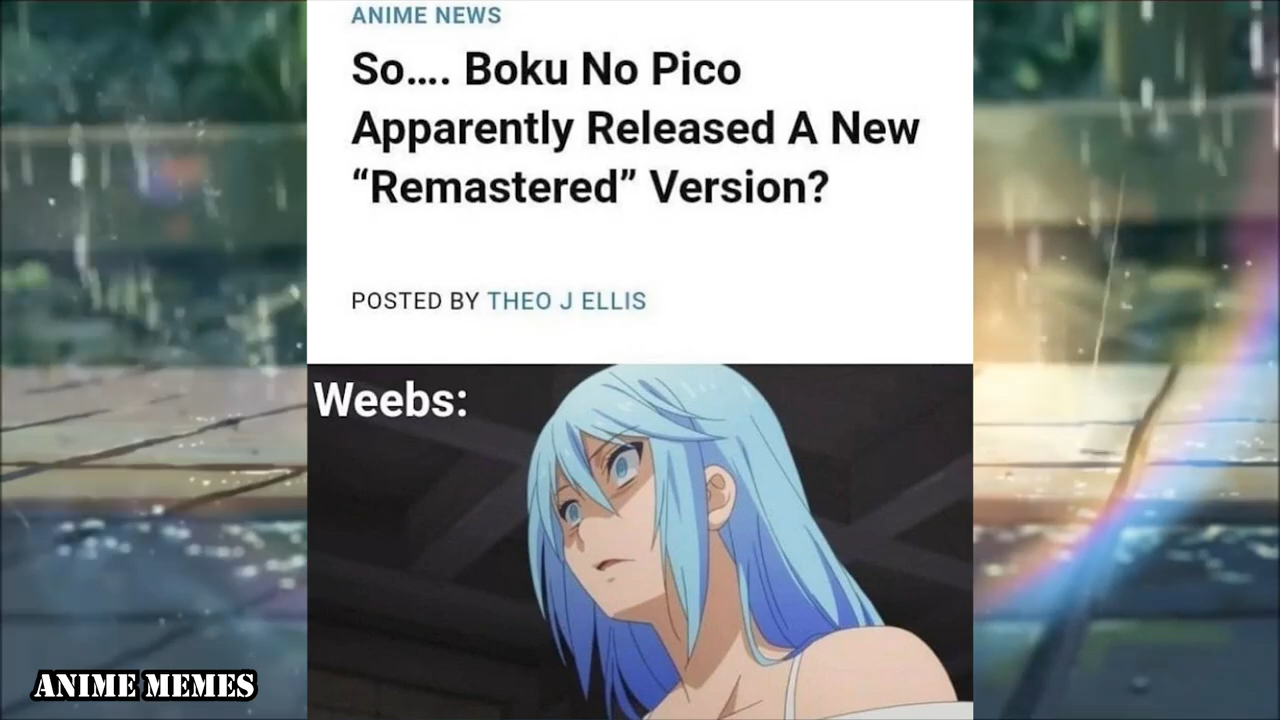 ANIME NEWS
So.... Boku No Pico
Apparently Released A New
“Remastered” Version?
POSTED BY THEO J ELLIS
Weebs:
ANIME MEMES